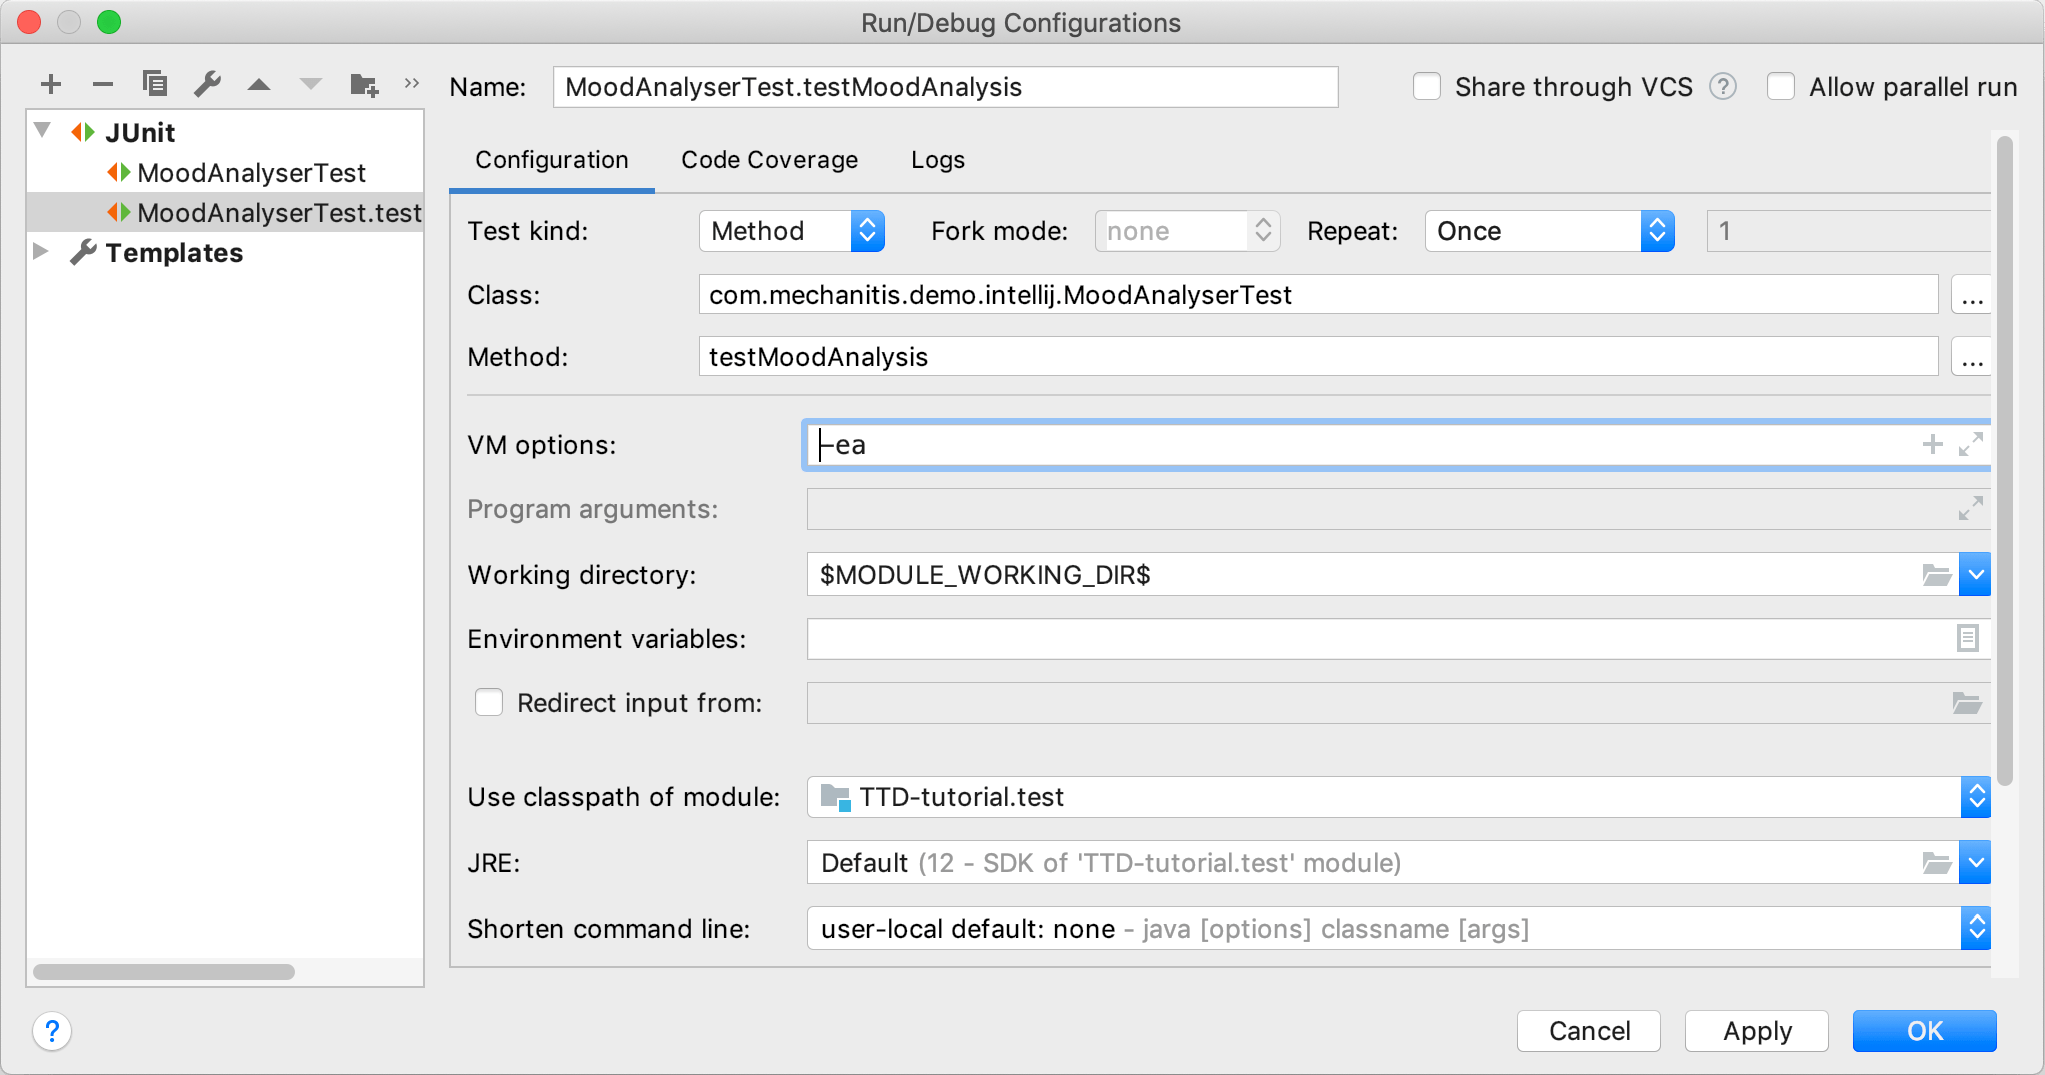 Run/Debug Configurations
Name: MoodAnalyserTest.testMoodAnalysis Share through VCS ? Allow parallel run
JUnit
MoodAnalyserTest
MoodAnalyserTest.test
Templates
Configuration Code Coverage Logs
Test kind: Method Fork mode: none Repeat: Once 1
Class: com.mechanitis.demo.intellij.MoodAnalyserTest ...
Method: testMoodAnalysis ...
VM options: -ea
Program arguments:
Working directory: $MODULE_WORKING_DIR$
Environment variables:
Redirect input from:
Use classpath of module: TTD-tutorial.test
JRE: Default (12 - SDK of 'TTD-tutorial.test' module)
Shorten command line: user-local default: none - java [options] classname [args]
? Cancel Apply OK